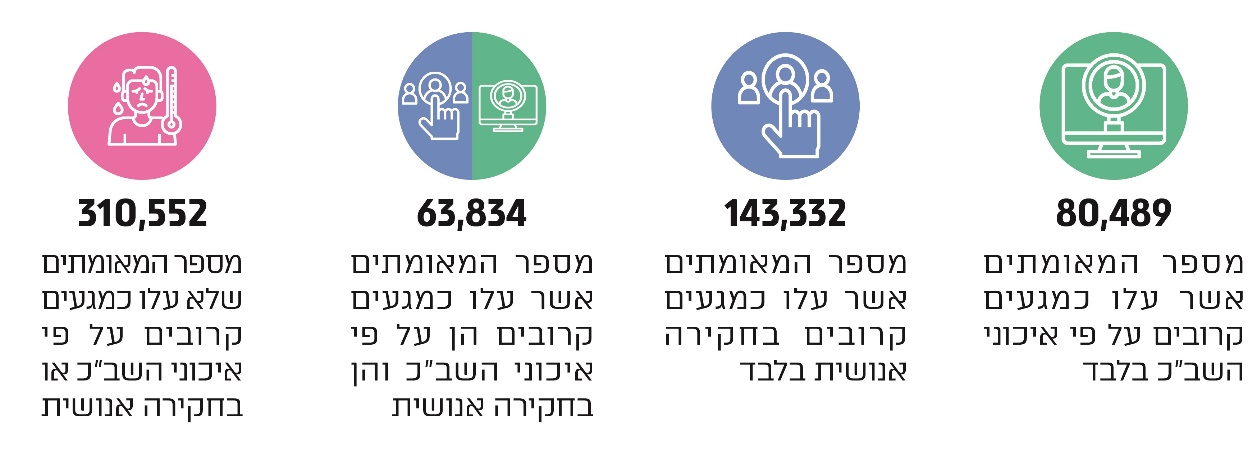 80,489
מספר המאומתים
אשר עלו כמגעים
קרובים על פי איכוני
השב"כ בלבד
143,332
מספר המאומתים
אשר עלו כמגעים
קרובים בחקירה
אנושית בלבד
63,834
מספר המאומתים
אשר עלו כמגעים
קרובים הן על פי
איכוני השב"כ והן
בחקירה אנושית
310,552
מספר המאומתים
שלא עלו כמגעים
קרובים על פי
איכוני השב"כ או
בחקירה אנושית